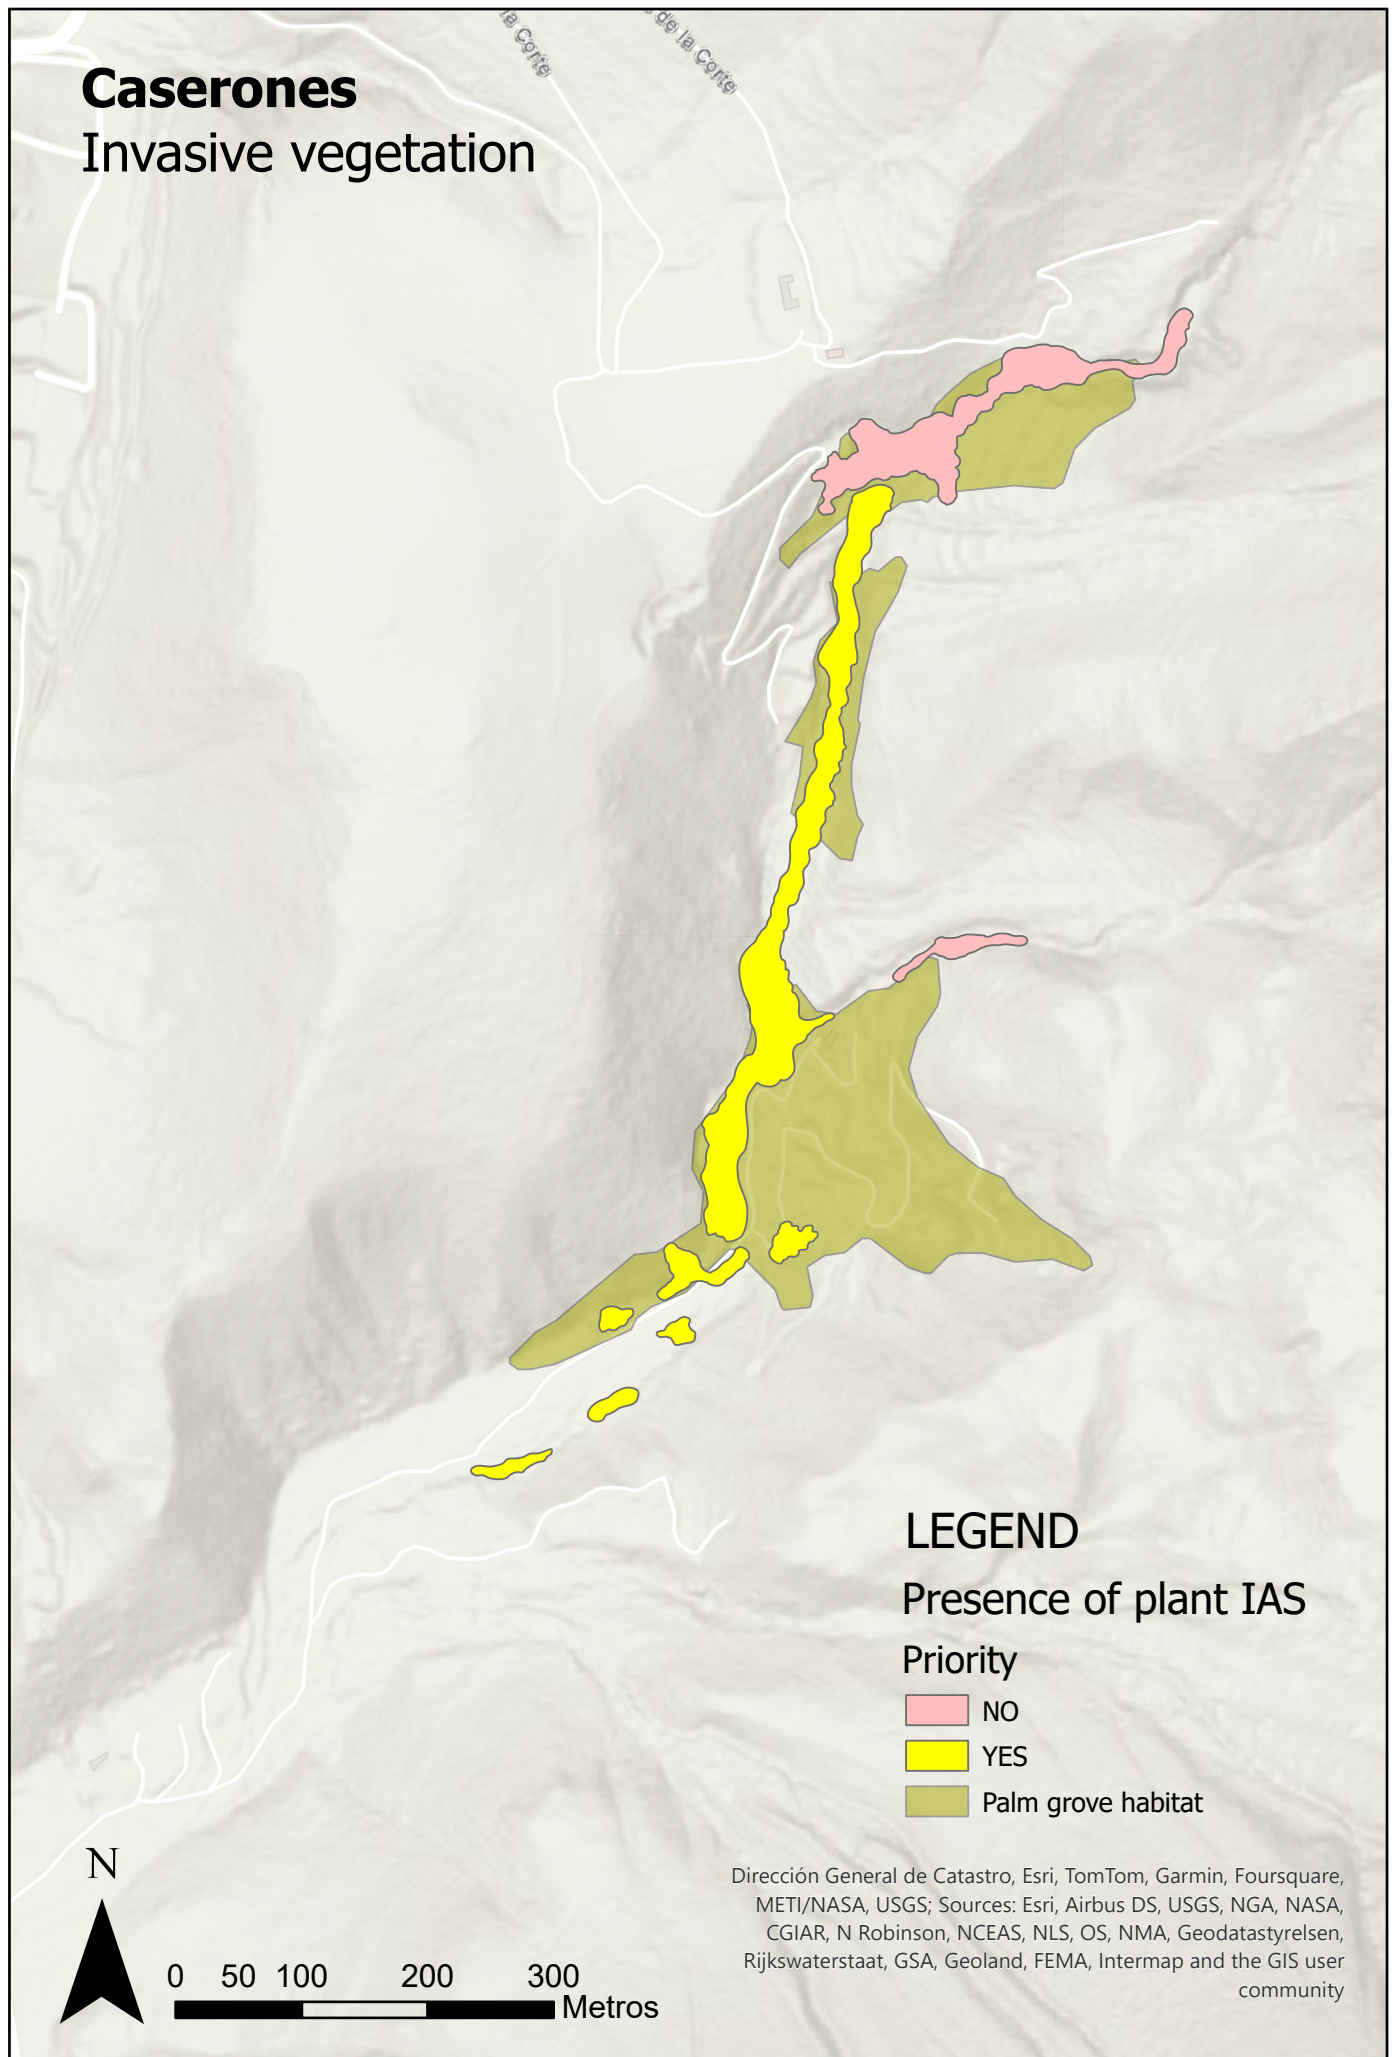 la Corte
de la Corte
Caserones
Invasive vegetation
LEGEND
Presence of plant IAS
Priority
NO
YES
Palm grove habitat
N
0 50 100 200 300
Metros
Dirección General de Catastro, Esri, TomTom, Garmin, Foursquare,
METI/NASA, USGS; Sources: Esri, Airbus DS, USGS, NGA, NASA,
CGIAR, N Robinson, NCEAS, NLS, OS, NMA, Geodatastyrelsen,
Rijkswaterstaat, GSA, Geoland, FEMA, Intermap and the GIS user
community